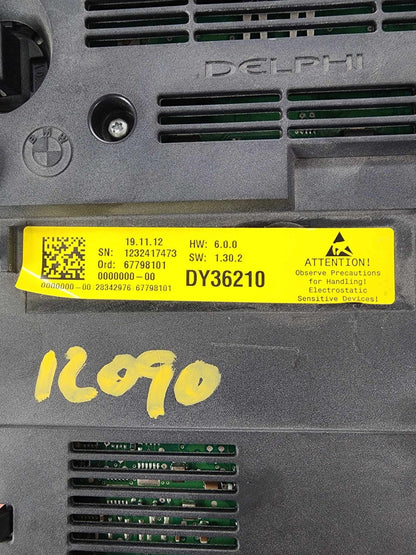 DELPHI
BMW
19.11.12
SN: 1232417473
Ord: 67798101
0000000-00
0000000-00 28342976 67798101
HW: 6.0.0
SW: 1.30.2
DY36210
ATTENTION!
Observe Precautions
for Handling!
Electrostatic
Sensitive Devices!
12090